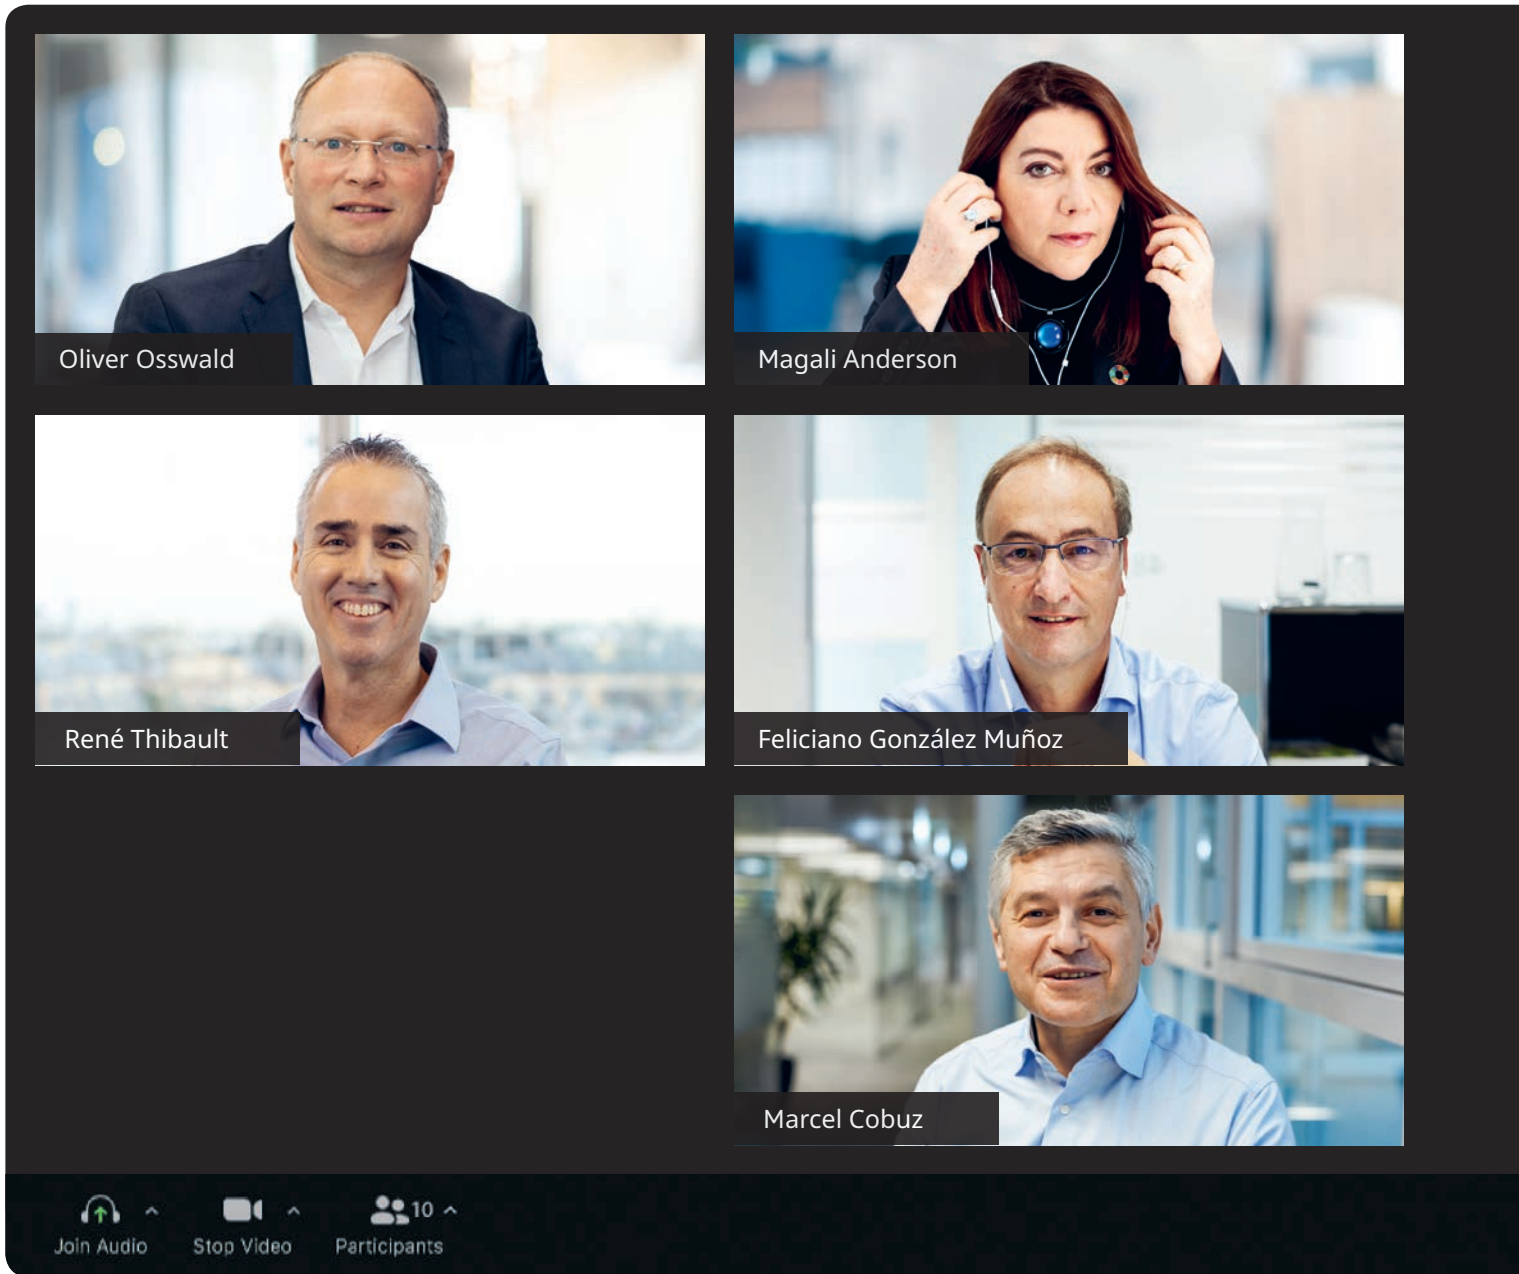 Oliver Osswald
Magali Anderson
René Thibault
Feliciano González Muñoz
Marcel Cobuz
10
Join Audio
Stop Video
Participants